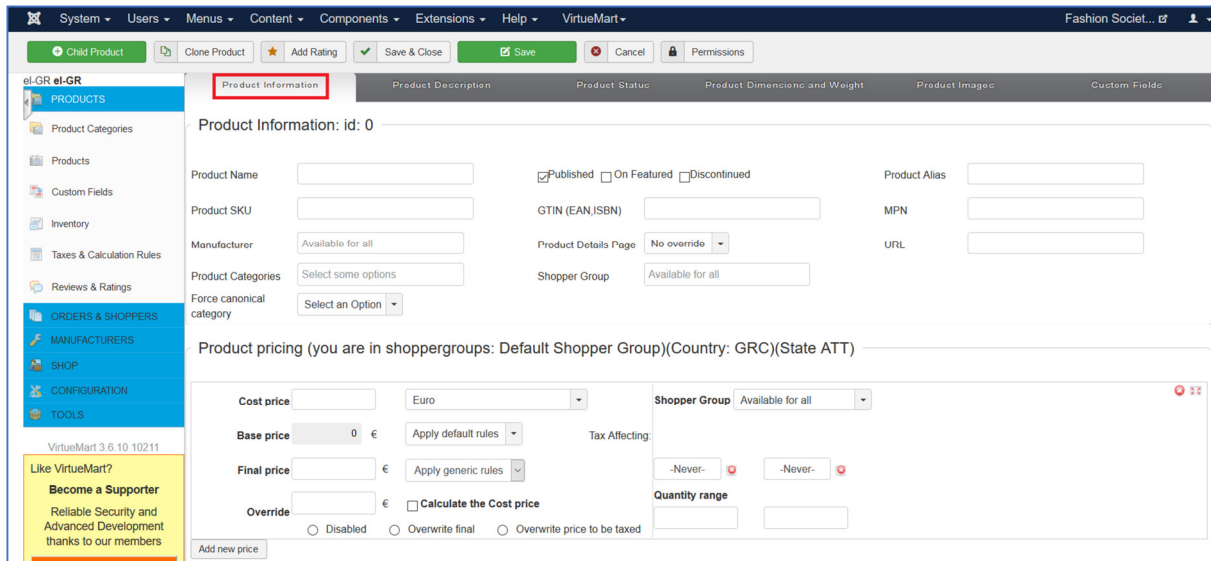 System Users Menus Content Components Extensions Help VirtueMart Fashion Societ...
Child Product Clone Product Add Rating Save & Close Save Cancel Permissions
el-GR el-GR
Product Information Product Description Product Status Product Dimensions and Weight Product Images Custom Fields
PRODUCTS
Product Categories
Products
Custom Fields
Inventory
Taxes & Calculation Rules
Reviews & Ratings
ORDERS & SHOPPERS
MANUFACTURERS
SHOP
CONFIGURATION
TOOLS
VirtueMart 3.6.10 10211
Like VirtueMart?
Become a Supporter
Reliable Security and
Advanced Development
thanks to our members
Product Information: id: 0
Product Name Published On Featured Discontinued Product Alias
Product SKU GTIN (EAN,ISBN) MPN
Manufacturer Available for all Product Details Page No override URL
Product Categories Select some options Shopper Group Available for all
Force canonical
category Select an Option
Product pricing (you are in shoppergroups: Default Shopper Group)(Country: GRC)(State ATT)
Cost price Euro Shopper Group Available for all
Base price 0 € Apply default rules Tax Affecting:
Final price € Apply generic rules -Never- -Never-
Override € Calculate the Cost price Quantity range
Disabled Overwrite final Overwrite price to be taxed
Add new price